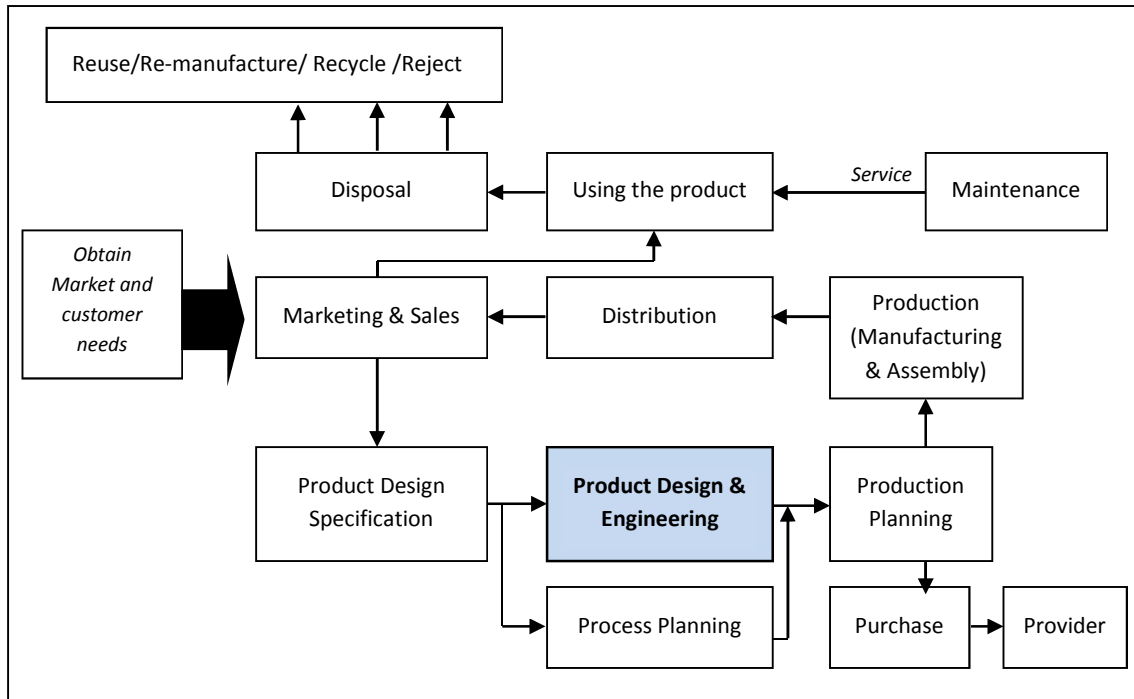 Reuse/Re-manufacture/ Recycle /Reject
Disposal
Using the product
Service
Maintenance
Obtain
Market and
customer
needs
Marketing & Sales
Distribution
Production
(Manufacturing
& Assembly)
Product Design
Specification
Product Design &
Engineering
Production
Planning
Process Planning
Purchase
Provider